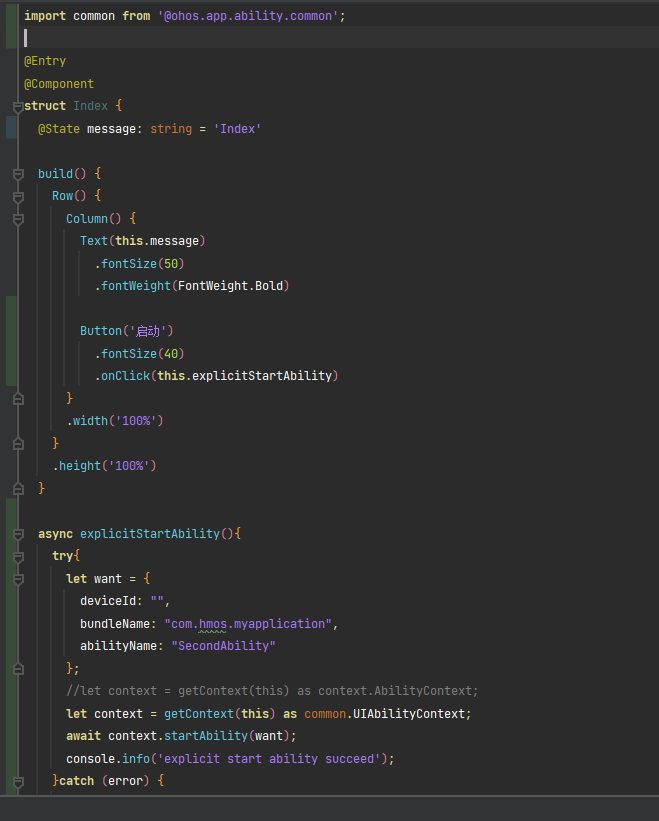 import common from '@ohos.app.ability.common';
@Entry
@Component
struct Index {
@State message: string = 'Index'
build() {
Row() {
Column() {
Text(this.message)
.fontSize(50)
.fontWeight(FontWeight.Bold)
Button('启动')
.fontSize(40)
.onClick(this.explicitStartAbility)
}
.width('100%')
}
.height('100%')
}
async explicitStartAbility(){
try{
let want = {
deviceId: "",
bundleName: "com.hmos.myapplication",
abilityName: "SecondAbility"
};
//let context = getContext(this) as context.AbilityContext;
let context = getContext(this) as common.UIAbilityContext;
await context.startAbility(want);
console.info('explicit start ability succeed');
}catch (error) {